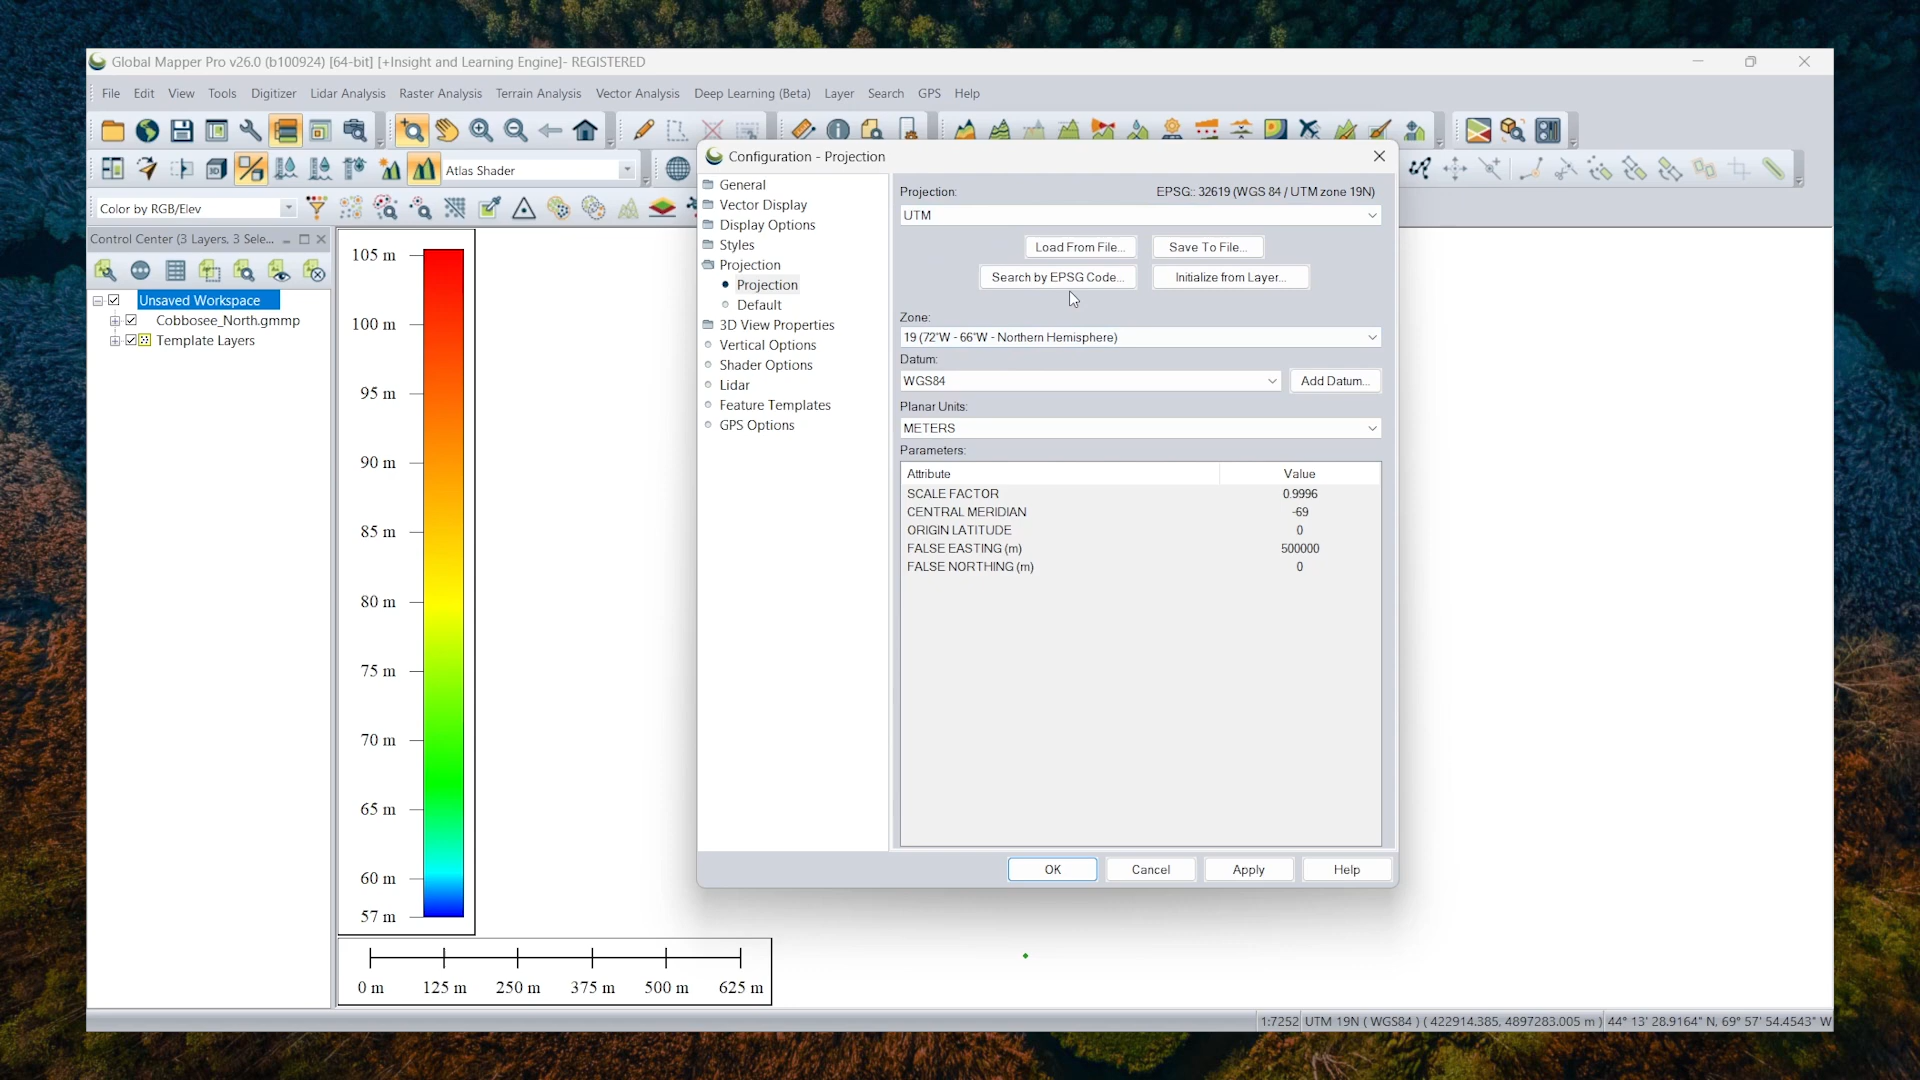 Global Mapper Pro v26.0 (b100924) [64-bit] [+Insight and Learning Engine]- REGISTERED
File Edit View Tools Digitizer Lidar Analysis Raster Analysis Terrain Analysis Vector Analysis Deep Learning (Beta) Layer Search GPS Help
Atlas Shader
Color by RGB/Elev
Control Center (3 Layers, 3 Sele...
Unsaved Workspace
Cobbosee_North.gmmp
Template Layers
105 m
100 m
95 m
90 m
85 m
80 m
75 m
70 m
65 m
60 m
57 m
0 m 125 m 250 m 375 m 500 m 625 m
Configuration - Projection
General
Vector Display
Display Options
Styles
Projection
Projection
Default
3D View Properties
Vertical Options
Shader Options
Lidar
Feature Templates
GPS Options
Projection: EPSG:: 32619 (WGS 84 / UTM zone 19N)
UTM
Load From File... Save To File...
Search by EPSG Code... Initialize from Layer...
Zone:
19 (72°W - 66°W - Northern Hemisphere)
Datum:
WGS84 Add Datum...
Planar Units:
METERS
Parameters:
Attribute Value
SCALE FACTOR 0.9996
CENTRAL MERIDIAN -69
ORIGIN LATITUDE 0
FALSE EASTING (m) 500000
FALSE NORTHING (m) 0
OK Cancel Apply Help
1:7252 UTM 19N ( WGS84 ) ( 422914.385, 4897283.005 m ) 44° 13' 28.9164" N, 69° 57' 54.4543" W